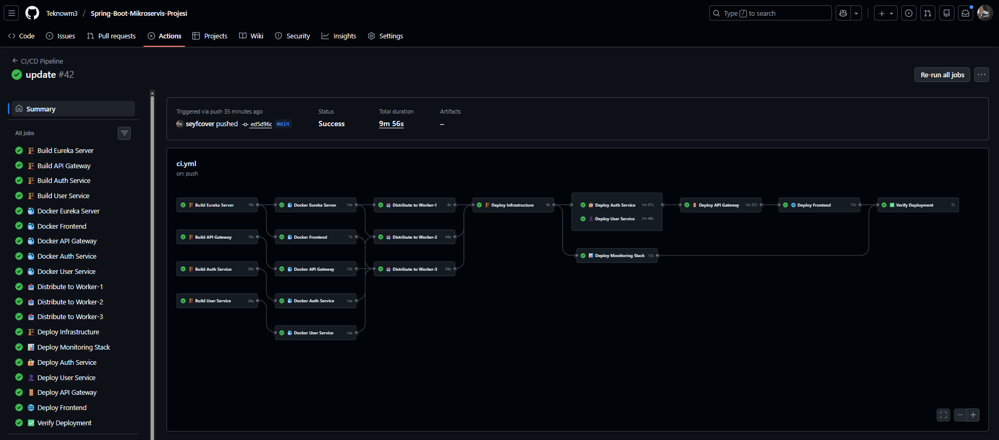 Teknowm3 / Spring-Boot-Mikroservis-Projesi
Type / to search
Code Issues Pull requests Actions Projects Wiki Security Insights Settings
CI/CD Pipeline
update #42
Re-run all jobs
Summary
All jobs
Build Eureka Server
Build API Gateway
Build Auth Service
Build User Service
Docker Eureka Server
Docker Frontend
Docker API Gateway
Docker Auth Service
Docker User Service
Distribute to Worker-1
Distribute to Worker-2
Distribute to Worker-3
Deploy Infrastructure
Deploy Monitoring Stack
Deploy Auth Service
Deploy User Service
Deploy API Gateway
Deploy Frontend
Verify Deployment
Triggered via push 35 minutes ago
seyfcover pushed ed5d96c main
Status
Success
Total duration
9m 56s
Artifacts
–
ci.yml
on: push
Build Eureka Server 19s
Build API Gateway 15s
Build Auth Service 20s
Build User Service 20s
Docker Eureka Server 14s
Docker Frontend 7s
Docker API Gateway 12s
Docker Auth Service 14s
Docker User Service 14s
Distribute to Worker-1 6s
Distribute to Worker-2 46s
Distribute to Worker-3 56s
Deploy Infrastructure 9s
Deploy Auth Service 1m 57s
Deploy User Service 1m 48s
Deploy Monitoring Stack 17s
Deploy API Gateway 1m 27s
Deploy Frontend 17s
Verify Deployment 7s